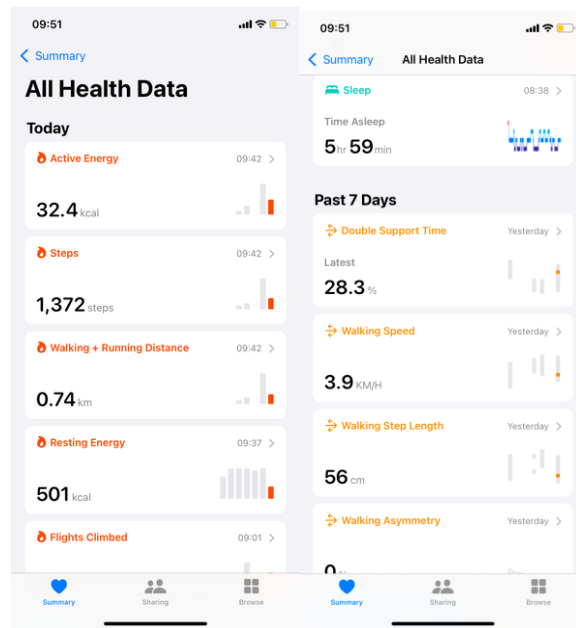 09:51
Summary
All Health Data
Today
Active Energy 09:42
32.4 kcal
Steps 09:42
1,372 steps
Walking + Running Distance 09:42
0.74 km
Resting Energy 09:37
501 kcal
Flights Climbed 09:01
Summary Sharing Browse
09:51
Summary All Health Data
Sleep 08:38
Time Asleep
5 hr 59 min
Past 7 Days
Double Support Time Yesterday
Latest
28.3 %
Walking Speed Yesterday
3.9 KM/H
Walking Step Length Yesterday
56 cm
Walking Asymmetry Yesterday
0 %
Summary Sharing Browse